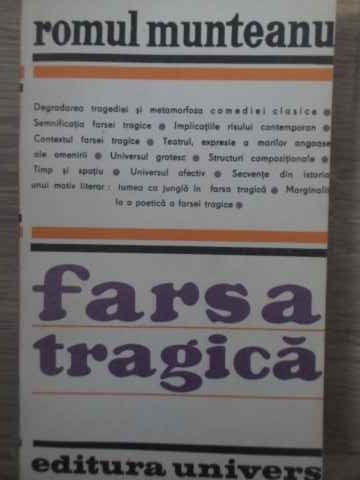 romul munteanu
Degradarea tragediei și metamorfoza comediei clasice ●
Semnificația farsei tragice ● Implicațiile rîsului contemporan ●
Contextul farsei tragice ● Teatrul, expresie a marilor angoase
ale omenirii ● Universul grotesc ● Structuri compoziționale ●
Timp și spațiu ● Universul afectiv ● Secvențe din istoria
unui motiv literar: lumea ca junglă în farsa tragică ● Marginalii
la o poetică a farsei tragice ●
farsa
tragică
editura univers